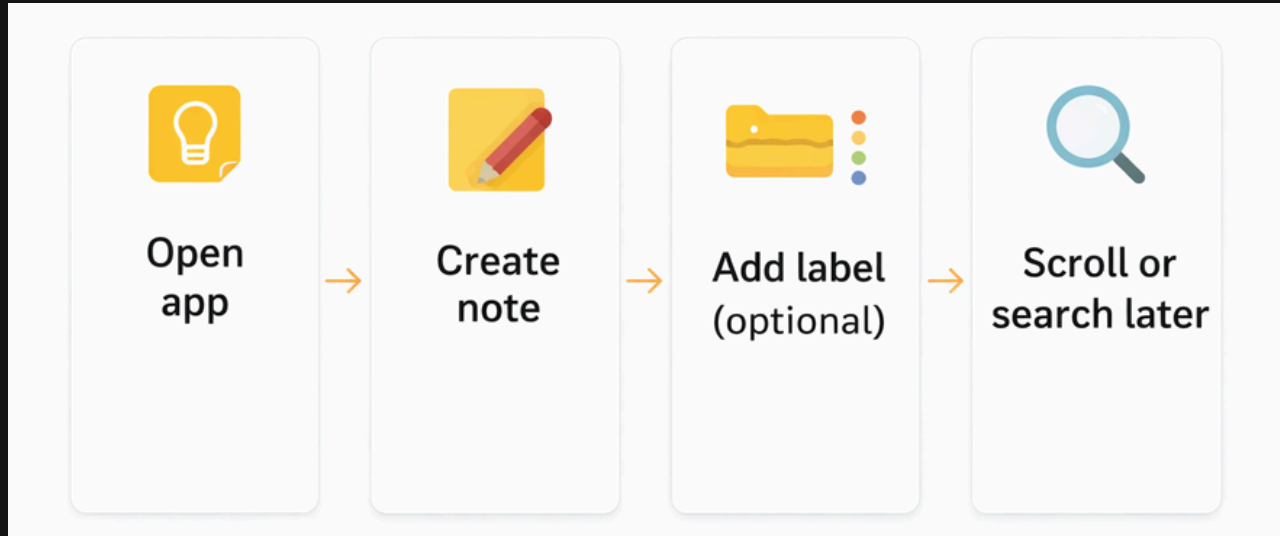 Open
app
Create
note
Add label
(optional)
Scroll or
search later